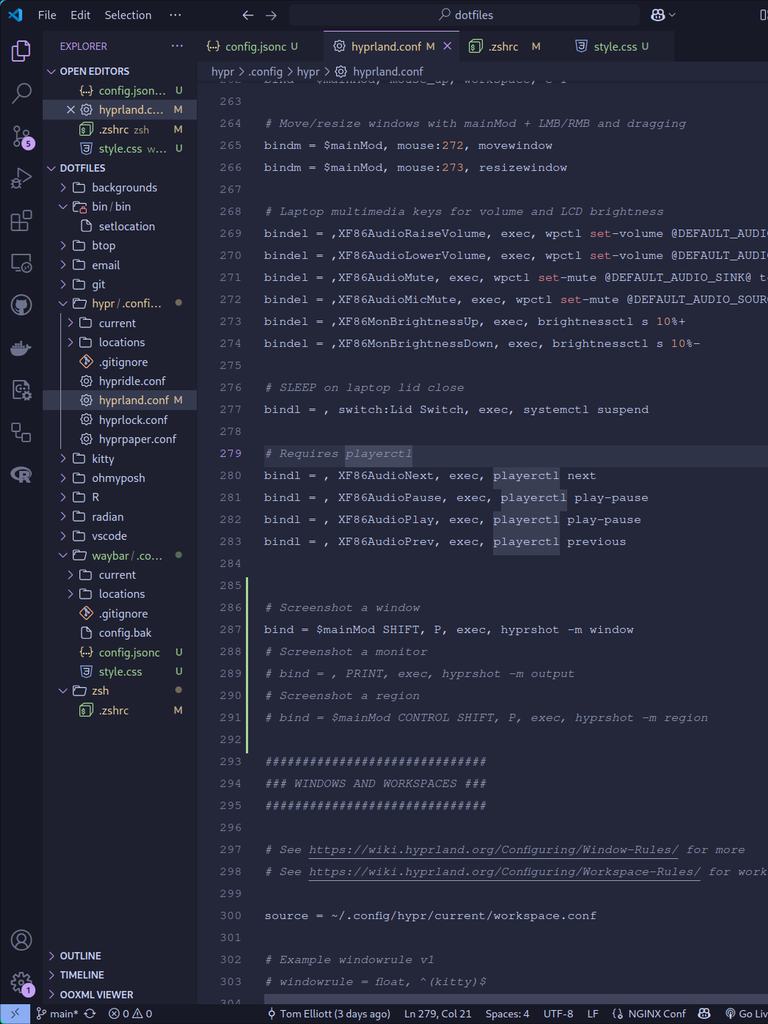 File Edit Selection ··· dotfiles
EXPLORER ···
config.jsonc U hyprland.conf M .zshrc M style.css U
hypr > .config > hypr > hyprland.conf
OPEN EDITORS
config.json... U
hyprland.c... M
.zshrc zsh M
style.css w... U
DOTFILES
backgrounds
bin / bin
setlocation
btop
email
git
hypr / .confi...
current
locations
.gitignore
hypridle.conf
hyprland.conf M
hyprlock.conf
hyprpaper.conf
kitty
ohmyposh
R
radian
vscode
waybar / .co...
current
locations
.gitignore
config.bak
config.jsonc U
style.css U
zsh
.zshrc M
OUTLINE
TIMELINE
OOXML VIEWER
5
1
263
264 # Move/resize windows with mainMod + LMB/RMB and dragging
265 bindm = $mainMod, mouse:272, movewindow
266 bindm = $mainMod, mouse:273, resizewindow
267
268 # Laptop multimedia keys for volume and LCD brightness
269 bindel = ,XF86AudioRaiseVolume, exec, wpctl set-volume @DEFAULT_AUDIO
270 bindel = ,XF86AudioLowerVolume, exec, wpctl set-volume @DEFAULT_AUDIO
271 bindel = ,XF86AudioMute, exec, wpctl set-mute @DEFAULT_AUDIO_SINK@ t
272 bindel = ,XF86AudioMicMute, exec, wpctl set-mute @DEFAULT_AUDIO_SOUR
273 bindel = ,XF86MonBrightnessUp, exec, brightnessctl s 10%+
274 bindel = ,XF86MonBrightnessDown, exec, brightnessctl s 10%-
275
276 # SLEEP on laptop lid close
277 bindl = , switch:Lid Switch, exec, systemctl suspend
278
279 # Requires playerctl
280 bindl = , XF86AudioNext, exec, playerctl next
281 bindl = , XF86AudioPause, exec, playerctl play-pause
282 bindl = , XF86AudioPlay, exec, playerctl play-pause
283 bindl = , XF86AudioPrev, exec, playerctl previous
284
285
286 # Screenshot a window
287 bind = $mainMod SHIFT, P, exec, hyprshot -m window
288 # Screenshot a monitor
289 # bind = , PRINT, exec, hyprshot -m output
290 # Screenshot a region
291 # bind = $mainMod CONTROL SHIFT, P, exec, hyprshot -m region
292
293 ##############################
294 ### WINDOWS AND WORKSPACES ###
295 ##############################
296
297 # See https://wiki.hyprland.org/Configuring/Window-Rules/ for more
298 # See https://wiki.hyprland.org/Configuring/Workspace-Rules/ for work
299
300 source = ~/.config/hypr/current/workspace.conf
301
302 # Example windowrule v1
303 # windowrule = float, ^(kitty)$
304
main* 0 0 Tom Elliott (3 days ago) Ln 279, Col 21 Spaces: 4 UTF-8 LF NGINX Conf Go Liv